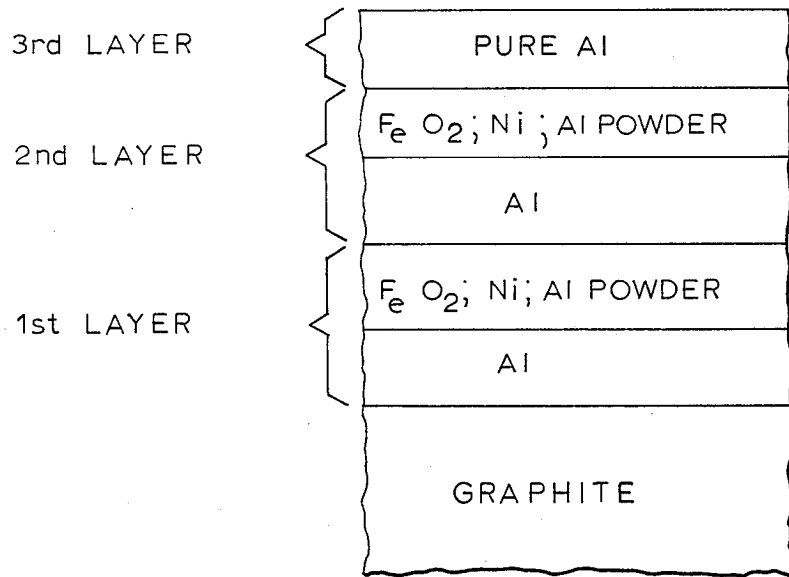 3rd LAYER
PURE Al
2nd LAYER
Fe O2; Ni; Al POWDER
Al
1st LAYER
Fe O2; Ni; Al POWDER
Al
GRAPHITE